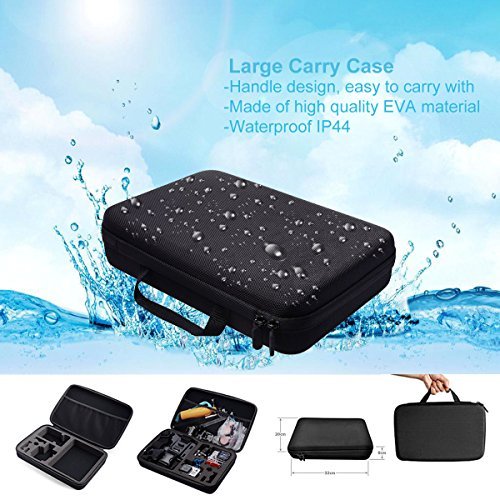 Large Carry Case
-Handle design, easy to carry with
-Made of high quality EVA material
-Waterproof IP44